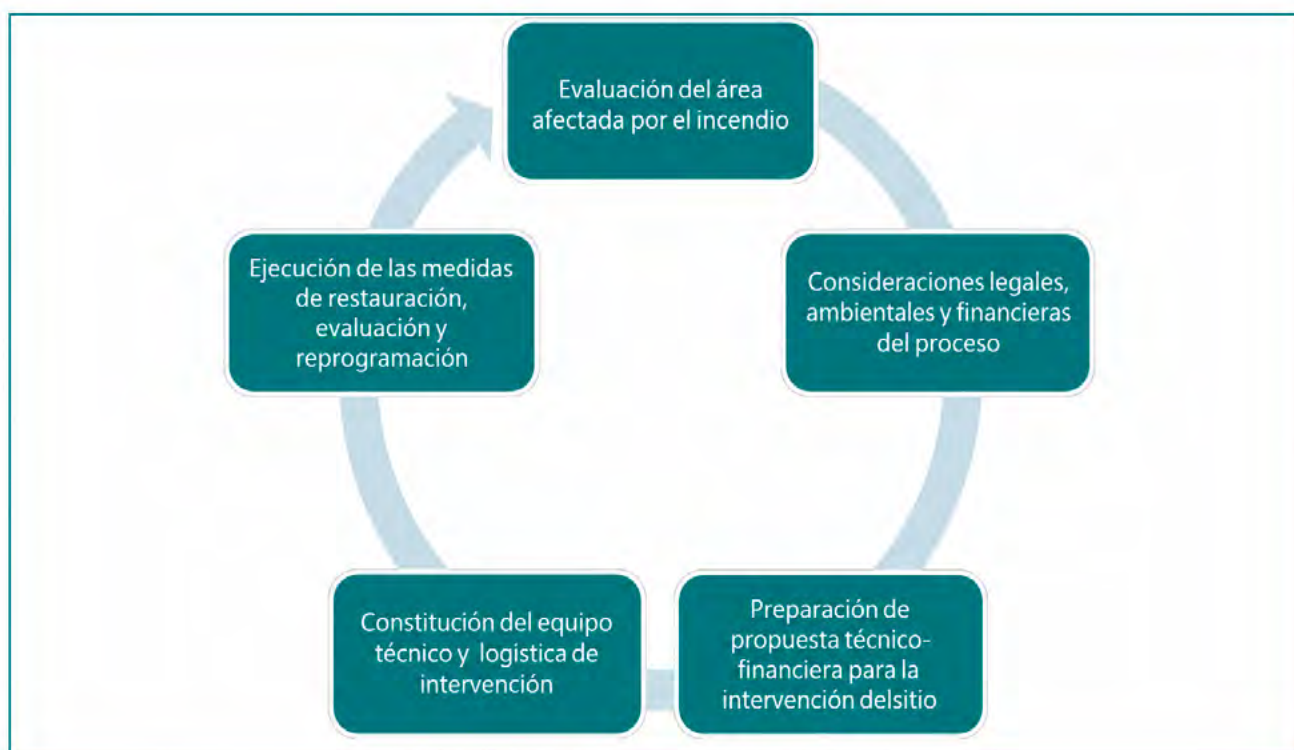 Evaluación del área
afectada por el incendio
Consideraciones legales,
ambientales y financieras
del proceso
Preparación de
propuesta técnico-
financiera para la
intervención delsitio
Constitución del equipo
técnico y logística de
intervención
Ejecución de las medidas
de restauración,
evaluación y
reprogramación